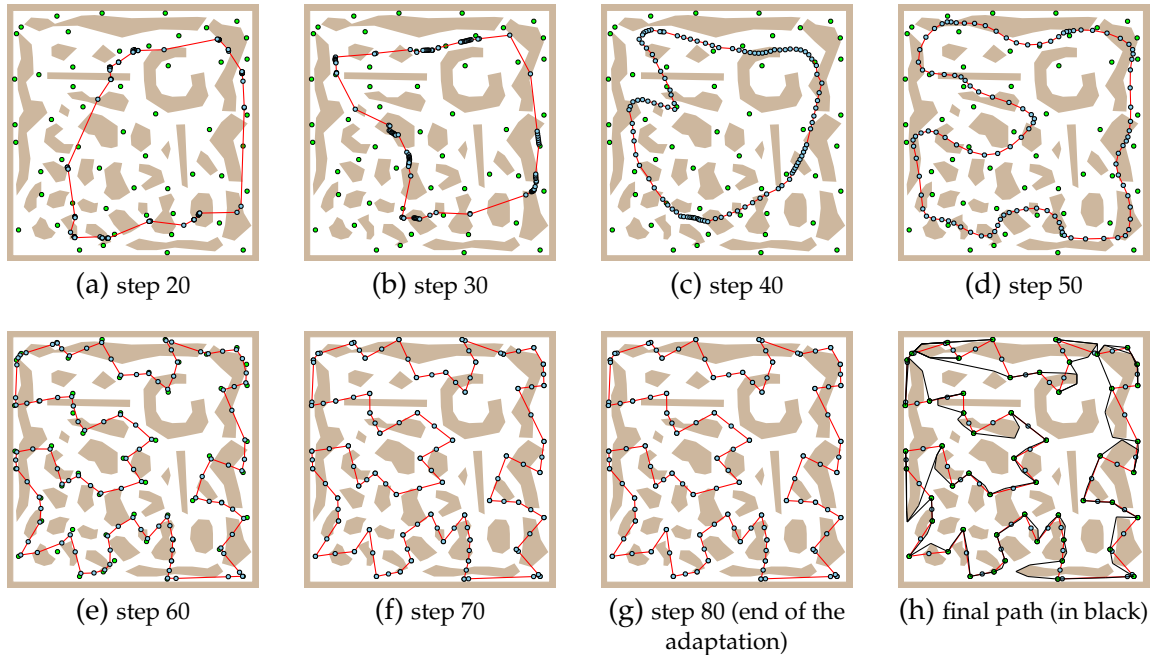 (a) step 20
(b) step 30
(c) step 40
(d) step 50
(e) step 60
(f) step 70
(g) step 80 (end of the
adaptation)
(h) final path (in black)